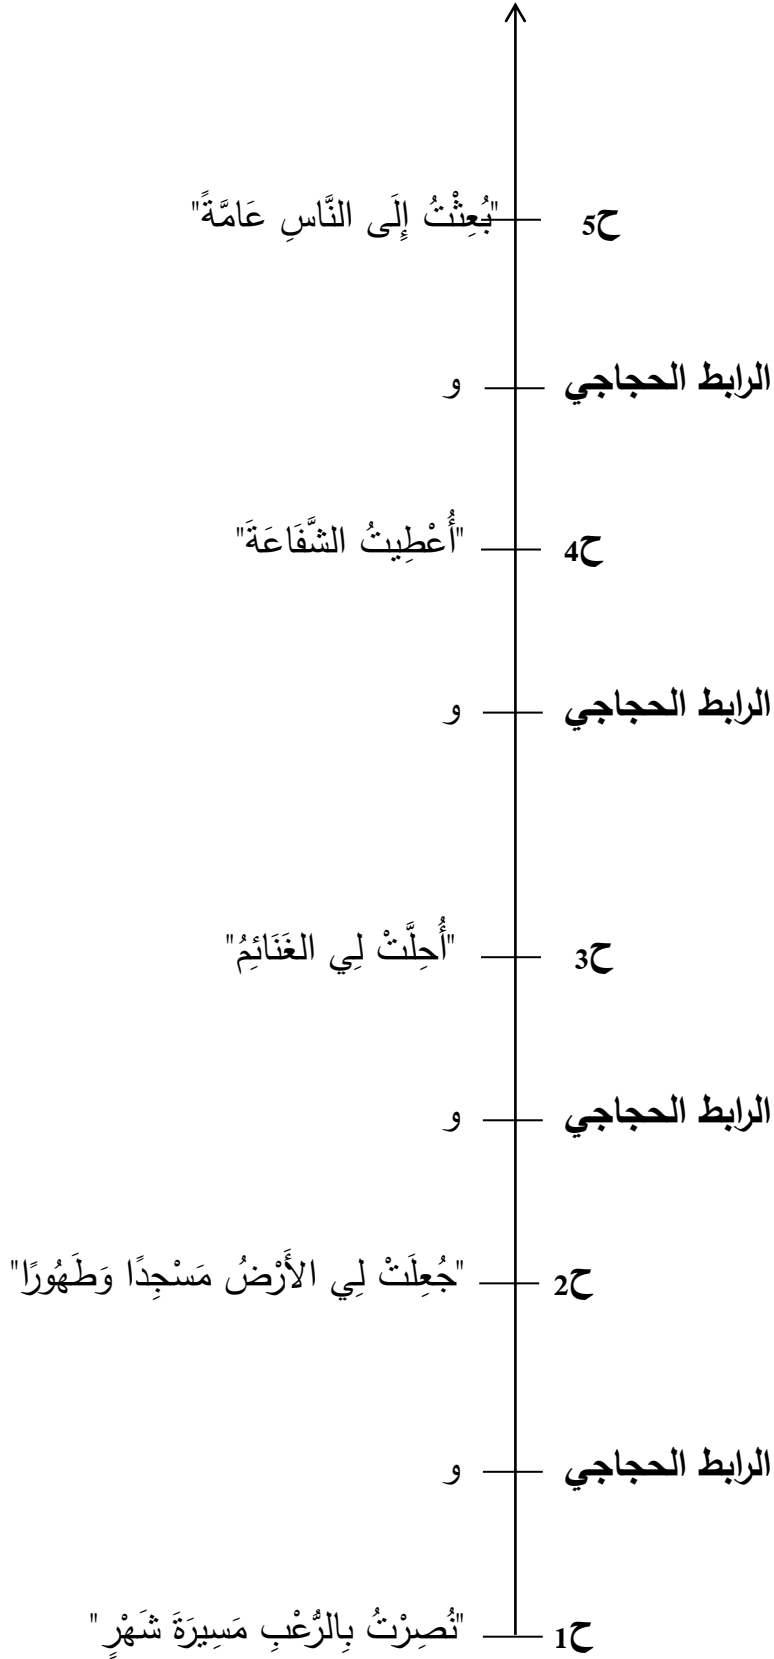 ح5 "بُعِثْتُ إِلَى النَّاسِ عَامَّةً"
الرابط الحجاجي و
ح4 "أُعْطِيتُ الشَّفَاعَةَ"
الرابط الحجاجي و
ح3 "أُحِلَّتْ لِي الغَنَائِمُ"
الرابط الحجاجي و
ح2 "جُعِلَتْ لِي الأَرْضُ مَسْجِدًا وَطَهُورًا"
الرابط الحجاجي و
ح1 "نُصِرْتُ بِالرُّعْبِ مَسِيرَةَ شَهْرٍ"